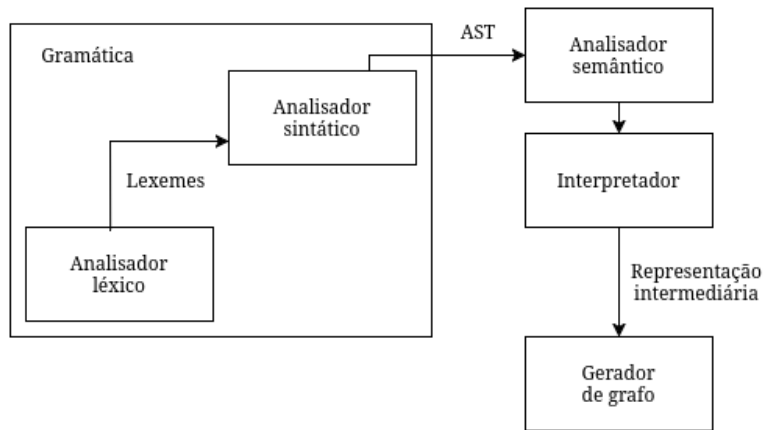 Gramática
Analisador
sintático
Lexemes
Analisador
léxico
AST
Analisador
semântico
Interpretador
Representação
intermediária
Gerador
de grafo